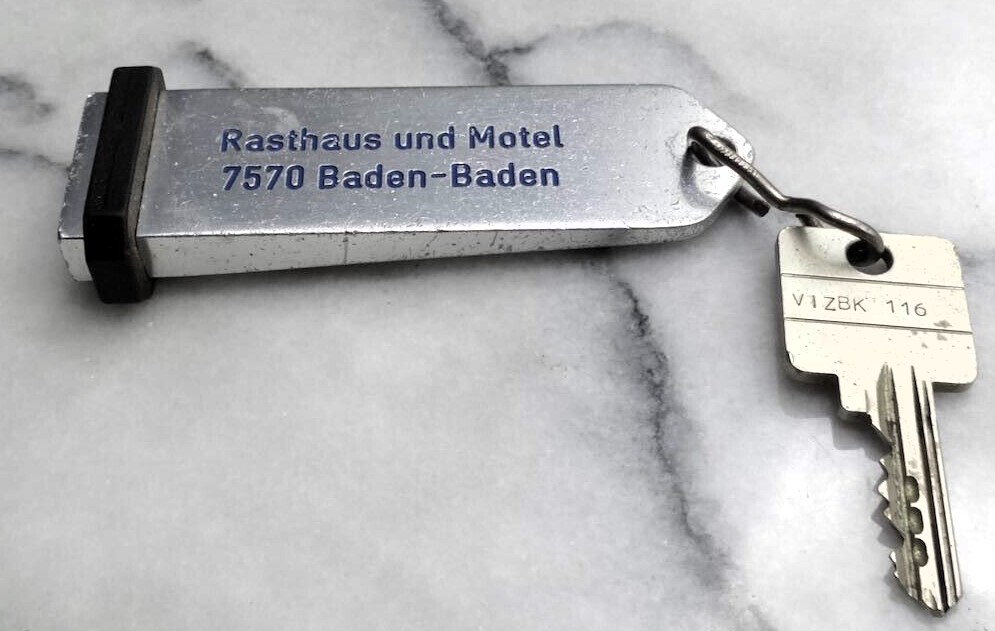 Rasthaus und Motel
7570 Baden-Baden
V1ZBK 116